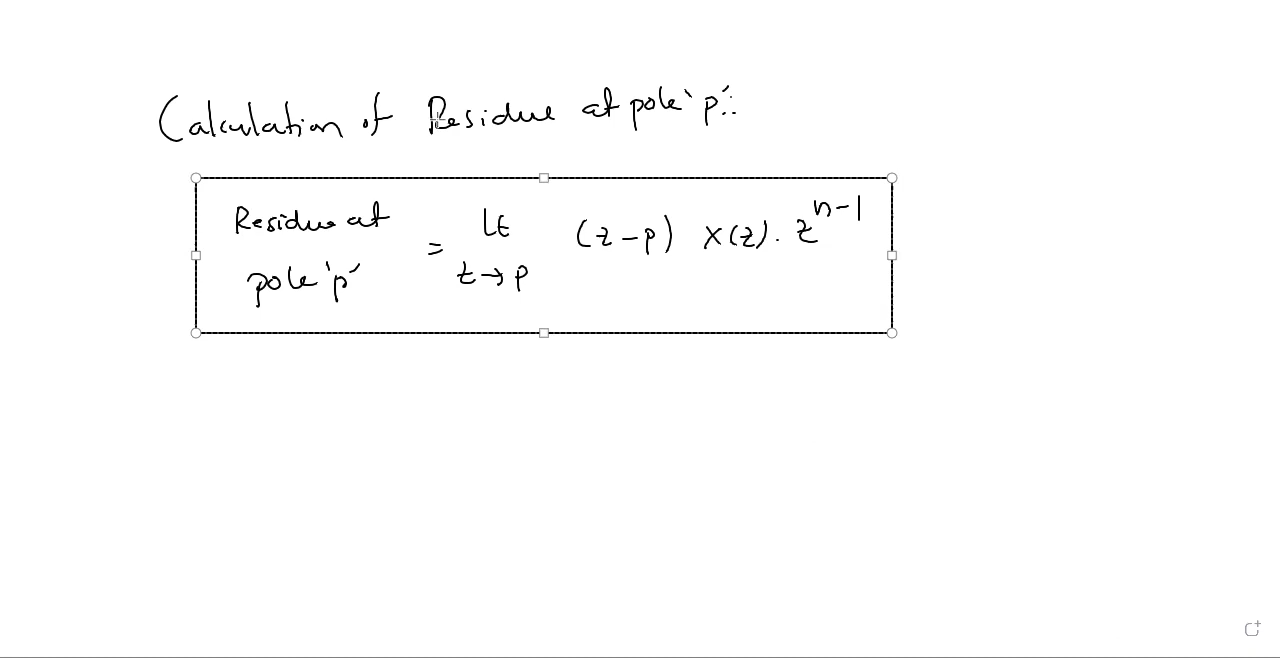 Calculation of Residue at pole 'p':
Residue at pole 'p' = Lt z→p (z-p) X(z). z^{n-1}